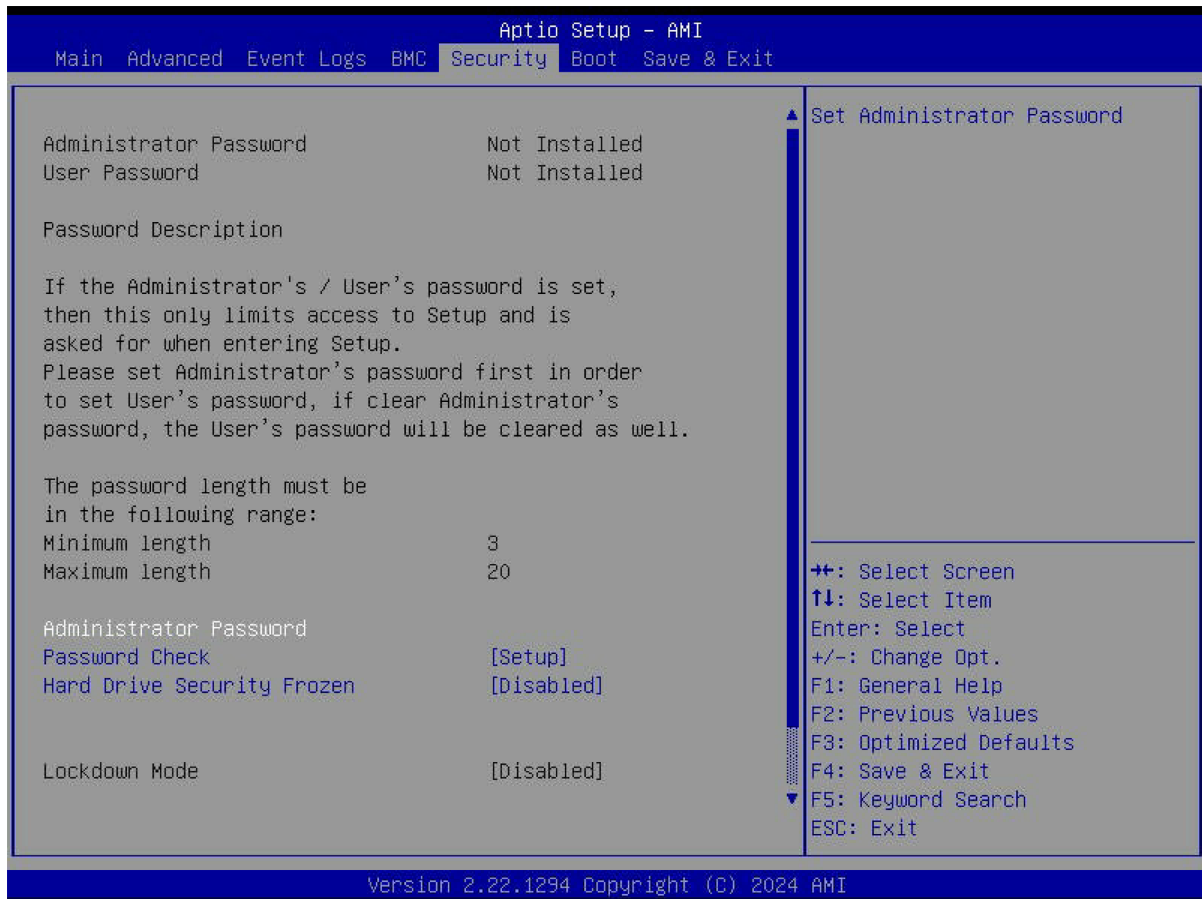 Aptio Setup – AMI
Main Advanced Event Logs BMC Security Boot Save & Exit
Administrator Password Not Installed
User Password Not Installed
Password Description
If the Administrator's / User's password is set,
then this only limits access to Setup and is
asked for when entering Setup.
Please set Administrator's password first in order
to set User's password, if clear Administrator's
password, the User's password will be cleared as well.
The password length must be
in the following range:
Minimum length 3
Maximum length 20
Administrator Password
Password Check [Setup]
Hard Drive Security Frozen [Disabled]
Lockdown Mode [Disabled]
Set Administrator Password
→←: Select Screen
↑↓: Select Item
Enter: Select
+/-: Change Opt.
F1: General Help
F2: Previous Values
F3: Optimized Defaults
F4: Save & Exit
F5: Keyword Search
ESC: Exit
Version 2.22.1294 Copyright (C) 2024 AMI